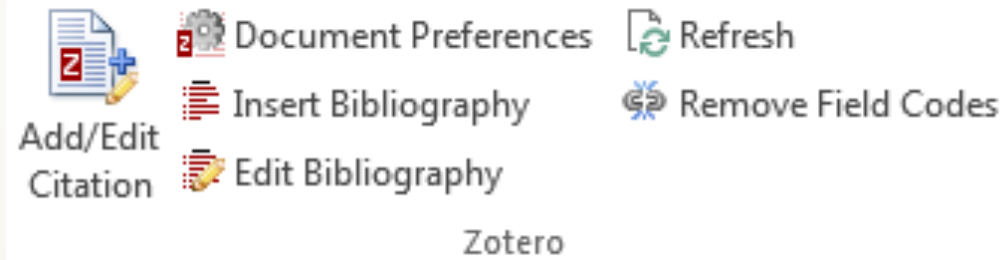 Z
Add/Edit
Citation
Z Document Preferences
Insert Bibliography
Edit Bibliography
Refresh
Remove Field Codes
Zotero